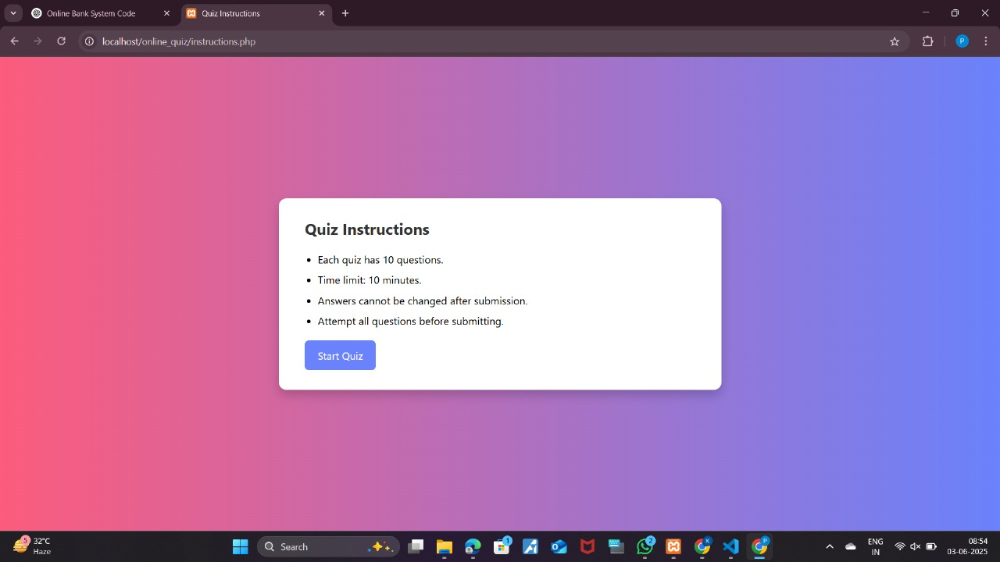 Online Bank System Code
Quiz Instructions
localhost/online_quiz/instructions.php
P
Quiz Instructions
Each quiz has 10 questions.
Time limit: 10 minutes.
Answers cannot be changed after submission.
Attempt all questions before submitting.
Start Quiz
5
32°C
Haze
Search
1
2
K
P
ENG
IN
08:54
03-06-2025